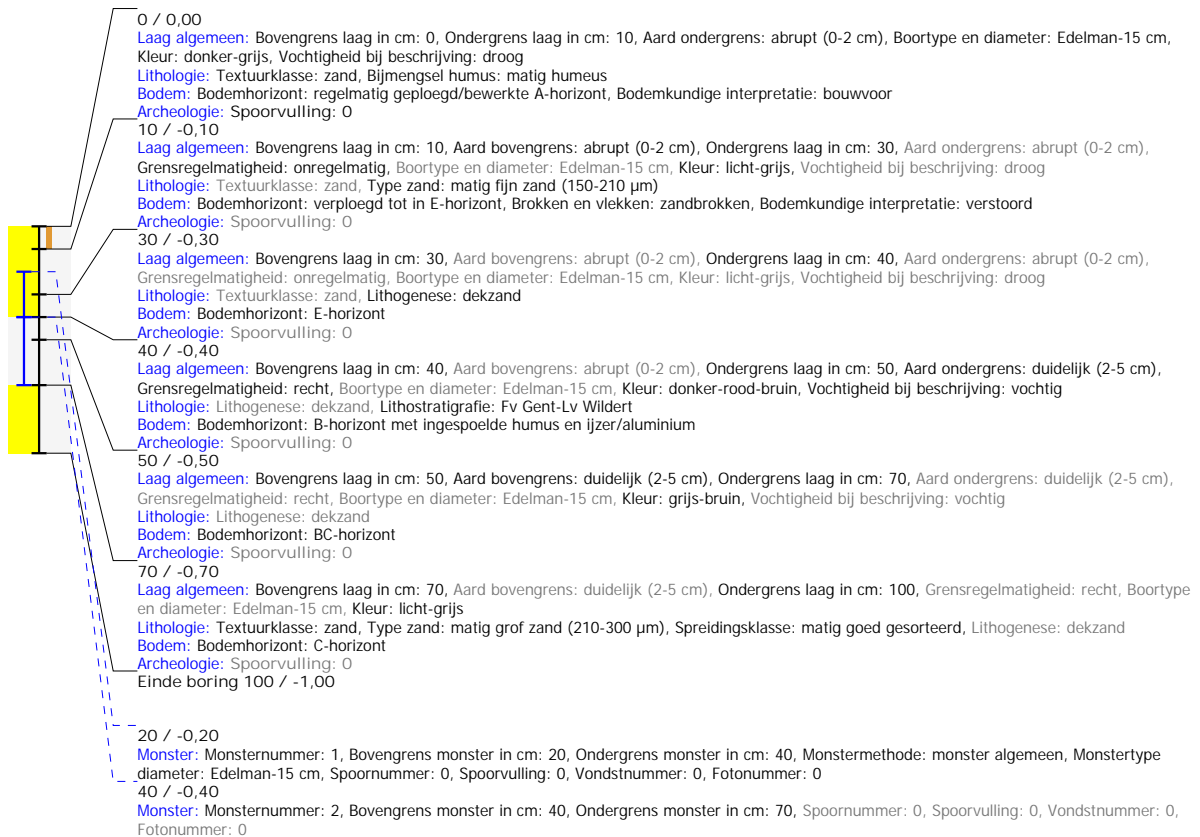 0 / 0,00
Laag algemeen: Bovengrens laag in cm: 0, Ondergrens laag in cm: 10, Aard ondergrens: abrupt (0-2 cm), Boortype en diameter: Edelman-15 cm,
Kleur: donker-grijs, Vochtigheid bij beschrijving: droog
Lithologie: Textuurklasse: zand, Bijmengsel humus: matig humeus
Bodem: Bodemhorizont: regelmatig geploegd/bewerkte A-horizont, Bodemkundige interpretatie: bouwvoor
Archeologie: Spoorvulling: 0
10 / -0,10
Laag algemeen: Bovengrens laag in cm: 10, Aard bovengrens: abrupt (0-2 cm), Ondergrens laag in cm: 30, Aard ondergrens: abrupt (0-2 cm),
Grensregelmatigheid: onregelmatig, Boortype en diameter: Edelman-15 cm, Kleur: licht-grijs, Vochtigheid bij beschrijving: droog
Lithologie: Textuurklasse: zand, Type zand: matig fijn zand (150-210 µm)
Bodem: Bodemhorizont: verploegd tot in E-horizont, Brokken en vlekken: zandbrokken, Bodemkundige interpretatie: verstoord
Archeologie: Spoorvulling: 0
30 / -0,30
Laag algemeen: Bovengrens laag in cm: 30, Aard bovengrens: abrupt (0-2 cm), Ondergrens laag in cm: 40, Aard ondergrens: abrupt (0-2 cm),
Grensregelmatigheid: onregelmatig, Boortype en diameter: Edelman-15 cm, Kleur: licht-grijs, Vochtigheid bij beschrijving: droog
Lithologie: Textuurklasse: zand, Lithogenese: dekzand
Bodem: Bodemhorizont: E-horizont
Archeologie: Spoorvulling: 0
40 / -0,40
Laag algemeen: Bovengrens laag in cm: 40, Aard bovengrens: abrupt (0-2 cm), Ondergrens laag in cm: 50, Aard ondergrens: duidelijk (2-5 cm),
Grensregelmatigheid: recht, Boortype en diameter: Edelman-15 cm, Kleur: donker-rood-bruin, Vochtigheid bij beschrijving: vochtig
Lithologie: Lithogenese: dekzand, Lithostratigrafie: Fv Gent-Lv Wildert
Bodem: Bodemhorizont: B-horizont met ingespoelde humus en ijzer/aluminium
Archeologie: Spoorvulling: 0
50 / -0,50
Laag algemeen: Bovengrens laag in cm: 50, Aard bovengrens: duidelijk (2-5 cm), Ondergrens laag in cm: 70, Aard ondergrens: duidelijk (2-5 cm),
Grensregelmatigheid: recht, Boortype en diameter: Edelman-15 cm, Kleur: grijs-bruin, Vochtigheid bij beschrijving: vochtig
Lithologie: Lithogenese: dekzand
Bodem: Bodemhorizont: BC-horizont
Archeologie: Spoorvulling: 0
70 / -0,70
Laag algemeen: Bovengrens laag in cm: 70, Aard bovengrens: duidelijk (2-5 cm), Ondergrens laag in cm: 100, Grensregelmatigheid: recht, Boortype
en diameter: Edelman-15 cm, Kleur: licht-grijs
Lithologie: Textuurklasse: zand, Type zand: matig grof zand (210-300 µm), Spreidingsklasse: matig goed gesorteerd, Lithogenese: dekzand
Bodem: Bodemhorizont: C-horizont
Archeologie: Spoorvulling: 0
Einde boring 100 / -1,00
20 / -0,20
Monster: Monsternummer: 1, Bovengrens monster in cm: 20, Ondergrens monster in cm: 40, Monstermethode: monster algemeen, Monstertype
diameter: Edelman-15 cm, Spoornummer: 0, Spoorvulling: 0, Vondstnummer: 0, Fotonummer: 0
40 / -0,40
Monster: Monsternummer: 2, Bovengrens monster in cm: 40, Ondergrens monster in cm: 70, Spoornummer: 0, Spoorvulling: 0, Vondstnummer: 0,
Fotonummer: 0